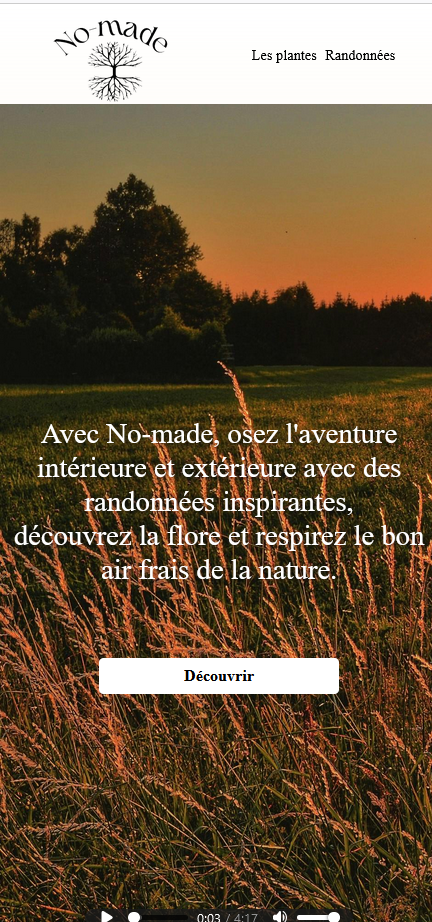 No-made
Les plantes Randonnées
Avec No-made, osez l'aventure
intérieure et extérieure avec des
randonnées inspirantes,
découvrez la flore et respirez le bon
air frais de la nature.
Découvrir
0:03 / 4:17